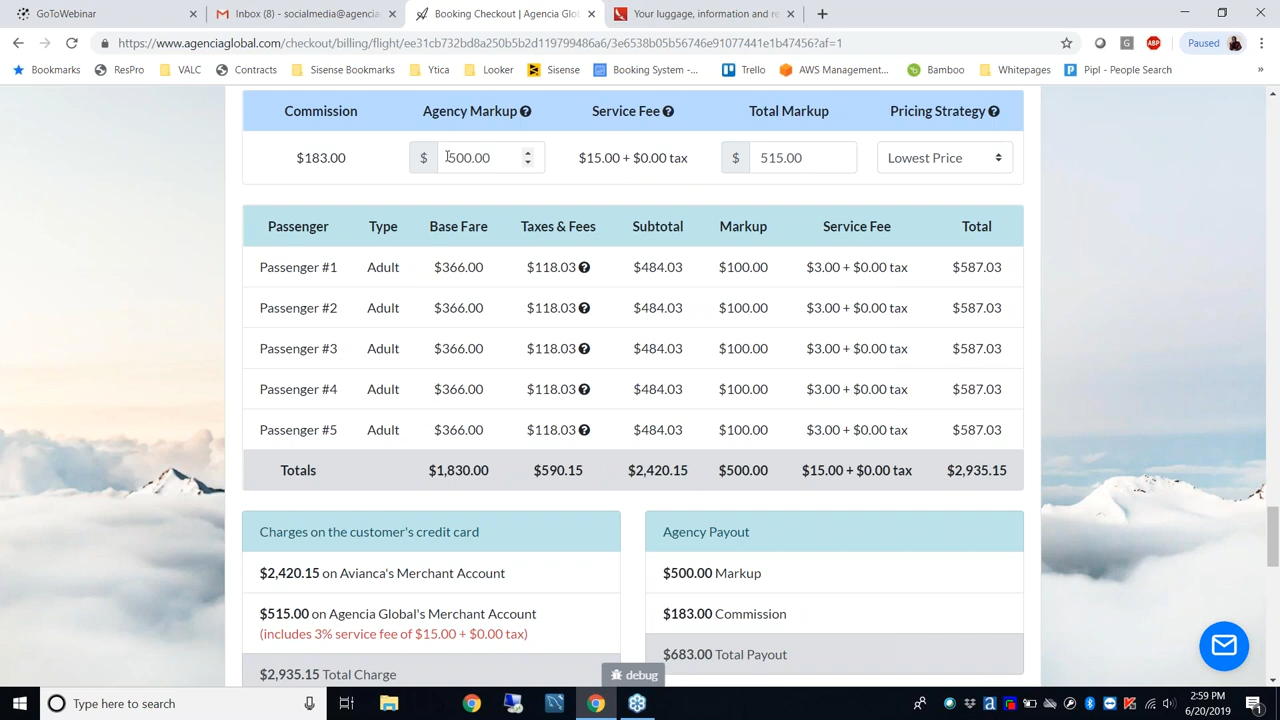 GoToWebinar
Inbox (8) - socialmedia@agencia
Booking Checkout | Agencia Glo
Your luggage, information and re
https://www.agenciaglobal.com/checkout/billing/flight/ee31cb732bd8a250b5b2d119799486a6/3e6538b05b56746e91077441e1b47456?af=1
G
ABP
Paused
Bookmarks
ResPro
VALC
Contracts
Sisense Bookmarks
Ytica
Looker
Sisense
Booking System -...
Trello
AWS Management...
Bamboo
Whitepages
Pipl - People Search
»
Commission Agency Markup ? Service Fee ? Total Markup Pricing Strategy ?
$183.00 $ 500.00 $15.00 + $0.00 tax $ 515.00 Lowest Price
Passenger Type Base Fare Taxes & Fees Subtotal Markup Service Fee Total
Passenger #1 Adult $366.00 $118.03 ? $484.03 $100.00 $3.00 + $0.00 tax $587.03
Passenger #2 Adult $366.00 $118.03 ? $484.03 $100.00 $3.00 + $0.00 tax $587.03
Passenger #3 Adult $366.00 $118.03 ? $484.03 $100.00 $3.00 + $0.00 tax $587.03
Passenger #4 Adult $366.00 $118.03 ? $484.03 $100.00 $3.00 + $0.00 tax $587.03
Passenger #5 Adult $366.00 $118.03 ? $484.03 $100.00 $3.00 + $0.00 tax $587.03
Totals $1,830.00 $590.15 $2,420.15 $500.00 $15.00 + $0.00 tax $2,935.15
Charges on the customer's credit card
$2,420.15 on Avianca's Merchant Account
$515.00 on Agencia Global's Merchant Account
(includes 3% service fee of $15.00 + $0.00 tax)
$2,935.15 Total Charge
Agency Payout
$500.00 Markup
$183.00 Commission
$683.00 Total Payout
debug
Type here to search
2:59 PM
6/20/2019